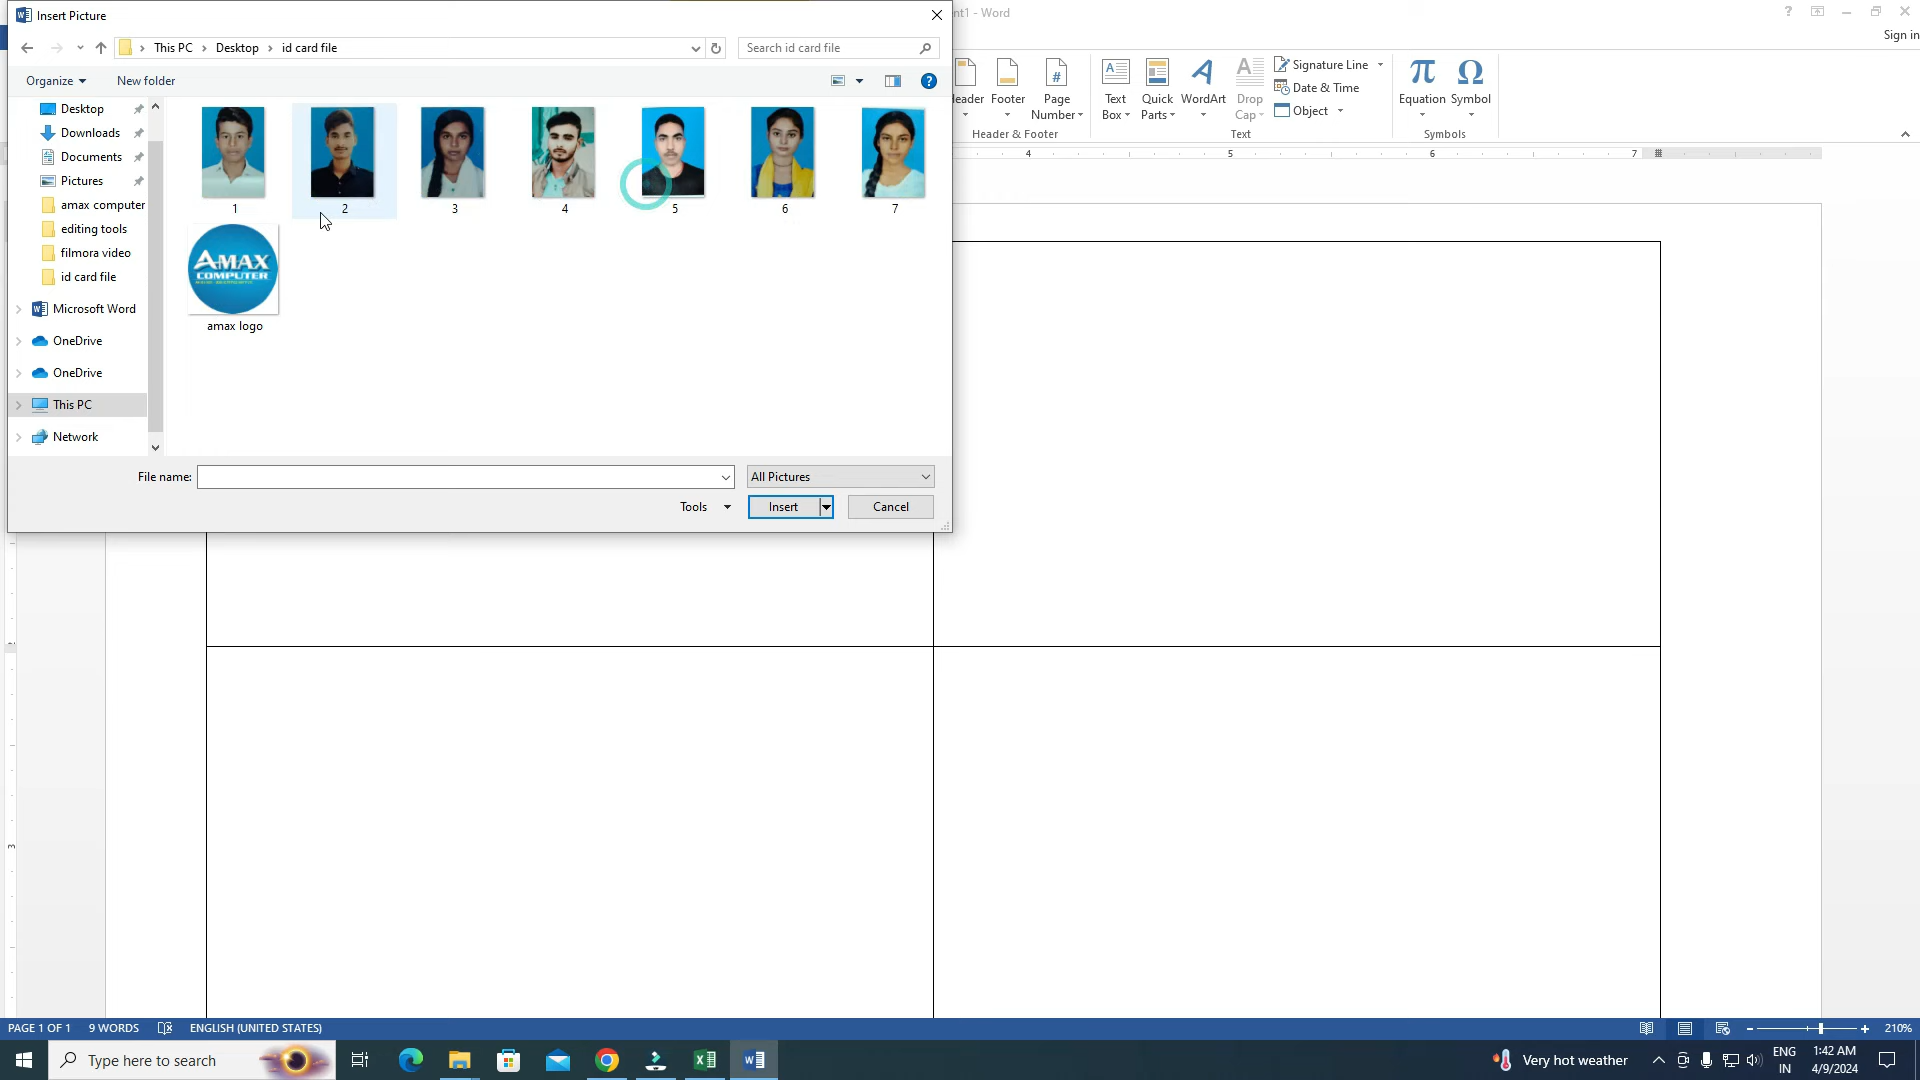 Insert Picture
nt1 - Word
Sign in
This PC
Desktop
id card file
Search id card file
Organize
New folder
Header
Footer
Page
Number
Header & Footer
Text
Box
Quick
Parts
WordArt
Drop
Cap
Signature Line
Date & Time
Object
Text
Equation
Symbol
Symbols
4
5
6
7
Desktop
Downloads
Documents
Pictures
amax computer
editing tools
filmora video
id card file
Microsoft Word
OneDrive
OneDrive
This PC
Network
1
2
3
4
5
6
7
AMAX
COMPUTER
amax logo
File name:
All Pictures
Tools
Insert
Cancel
3
PAGE 1 OF 1
9 WORDS
ENGLISH (UNITED STATES)
210%
Type here to search
Very hot weather
ENG
IN
1:42 AM
4/9/2024